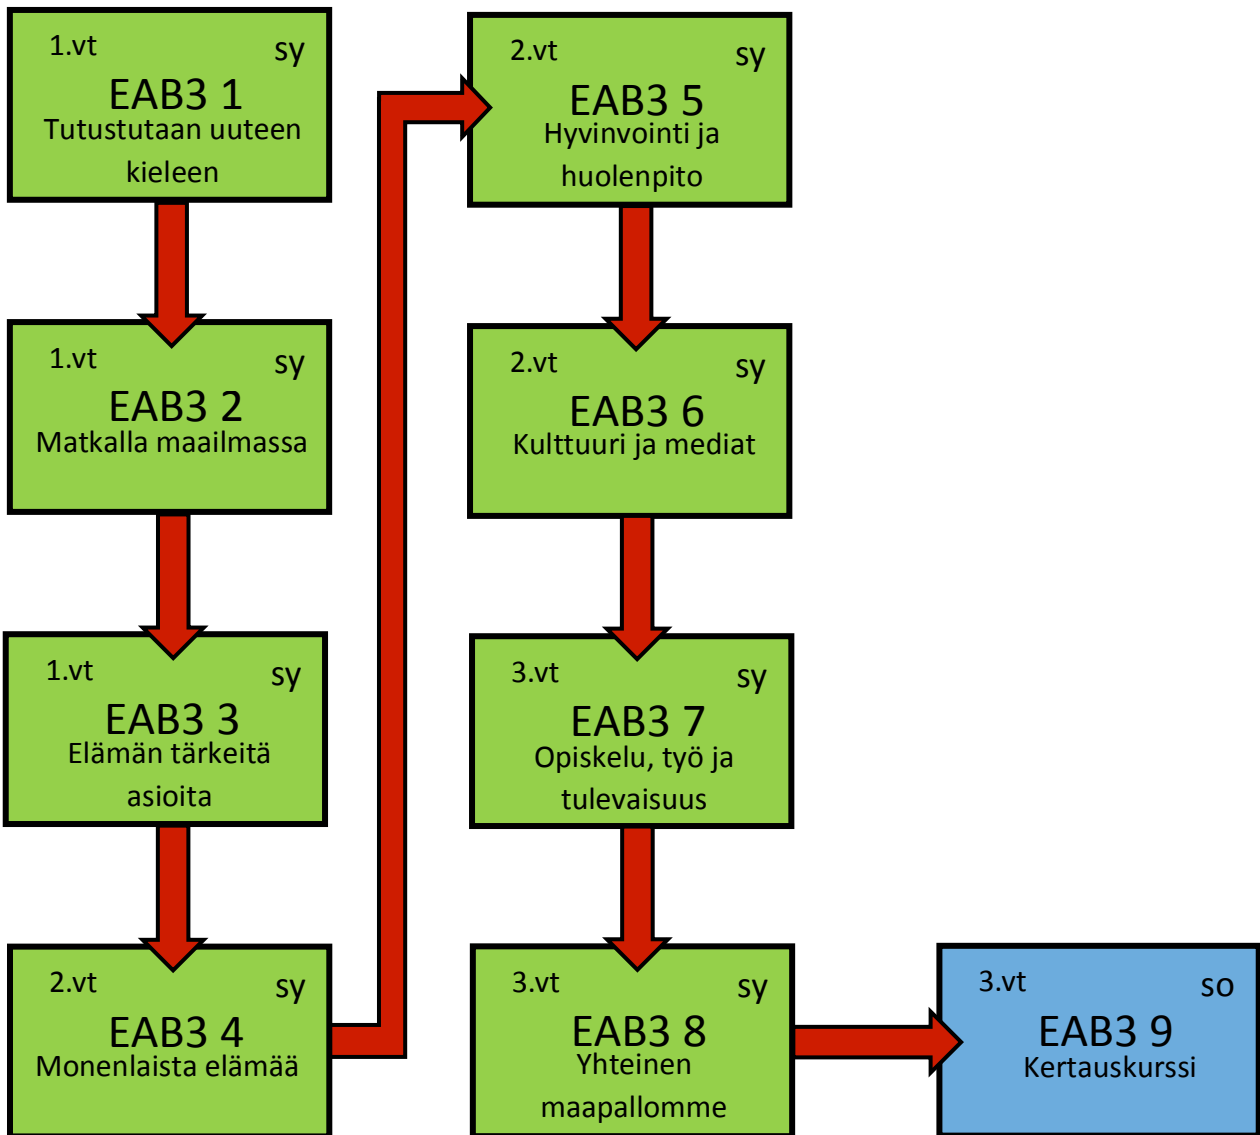 1.vt sy
EAB3 1
Tutustutaan uuteen
kieleen
1.vt sy
EAB3 2
Matkalla maailmassa
1.vt sy
EAB3 3
Elämän tärkeitä
asioita
2.vt sy
EAB3 4
Monenlaista elämää
2.vt sy
EAB3 5
Hyvinvointi ja
huolenpito
2.vt sy
EAB3 6
Kulttuuri ja mediat
3.vt sy
EAB3 7
Opiskelu, työ ja
tulevaisuus
3.vt sy
EAB3 8
Yhteinen
maapallomme
3.vt so
EAB3 9
Kertauskurssi